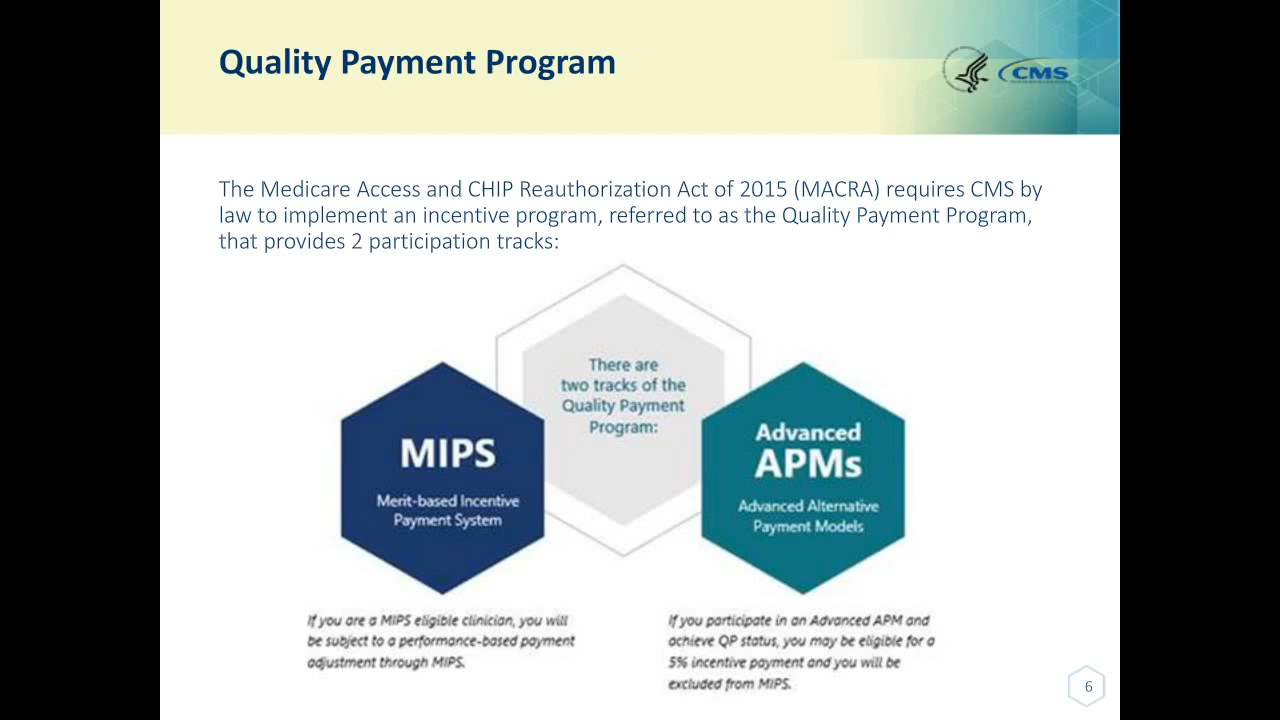 Quality Payment Program
CMS
The Medicare Access and CHIP Reauthorization Act of 2015 (MACRA) requires CMS by
law to implement an incentive program, referred to as the Quality Payment Program,
that provides 2 participation tracks:
There are
two tracks of the
Quality Payment
Program:
MIPS
Merit-based Incentive
Payment System
Advanced
APMs
Advanced Alternative
Payment Models
If you are a MIPS eligible clinician, you will
be subject to a performance-based payment
adjustment through MIPS.
If you participate in an Advanced APM and
achieve QP status, you may be eligible for a
5% incentive payment and you will be
excluded from MIPS.
6